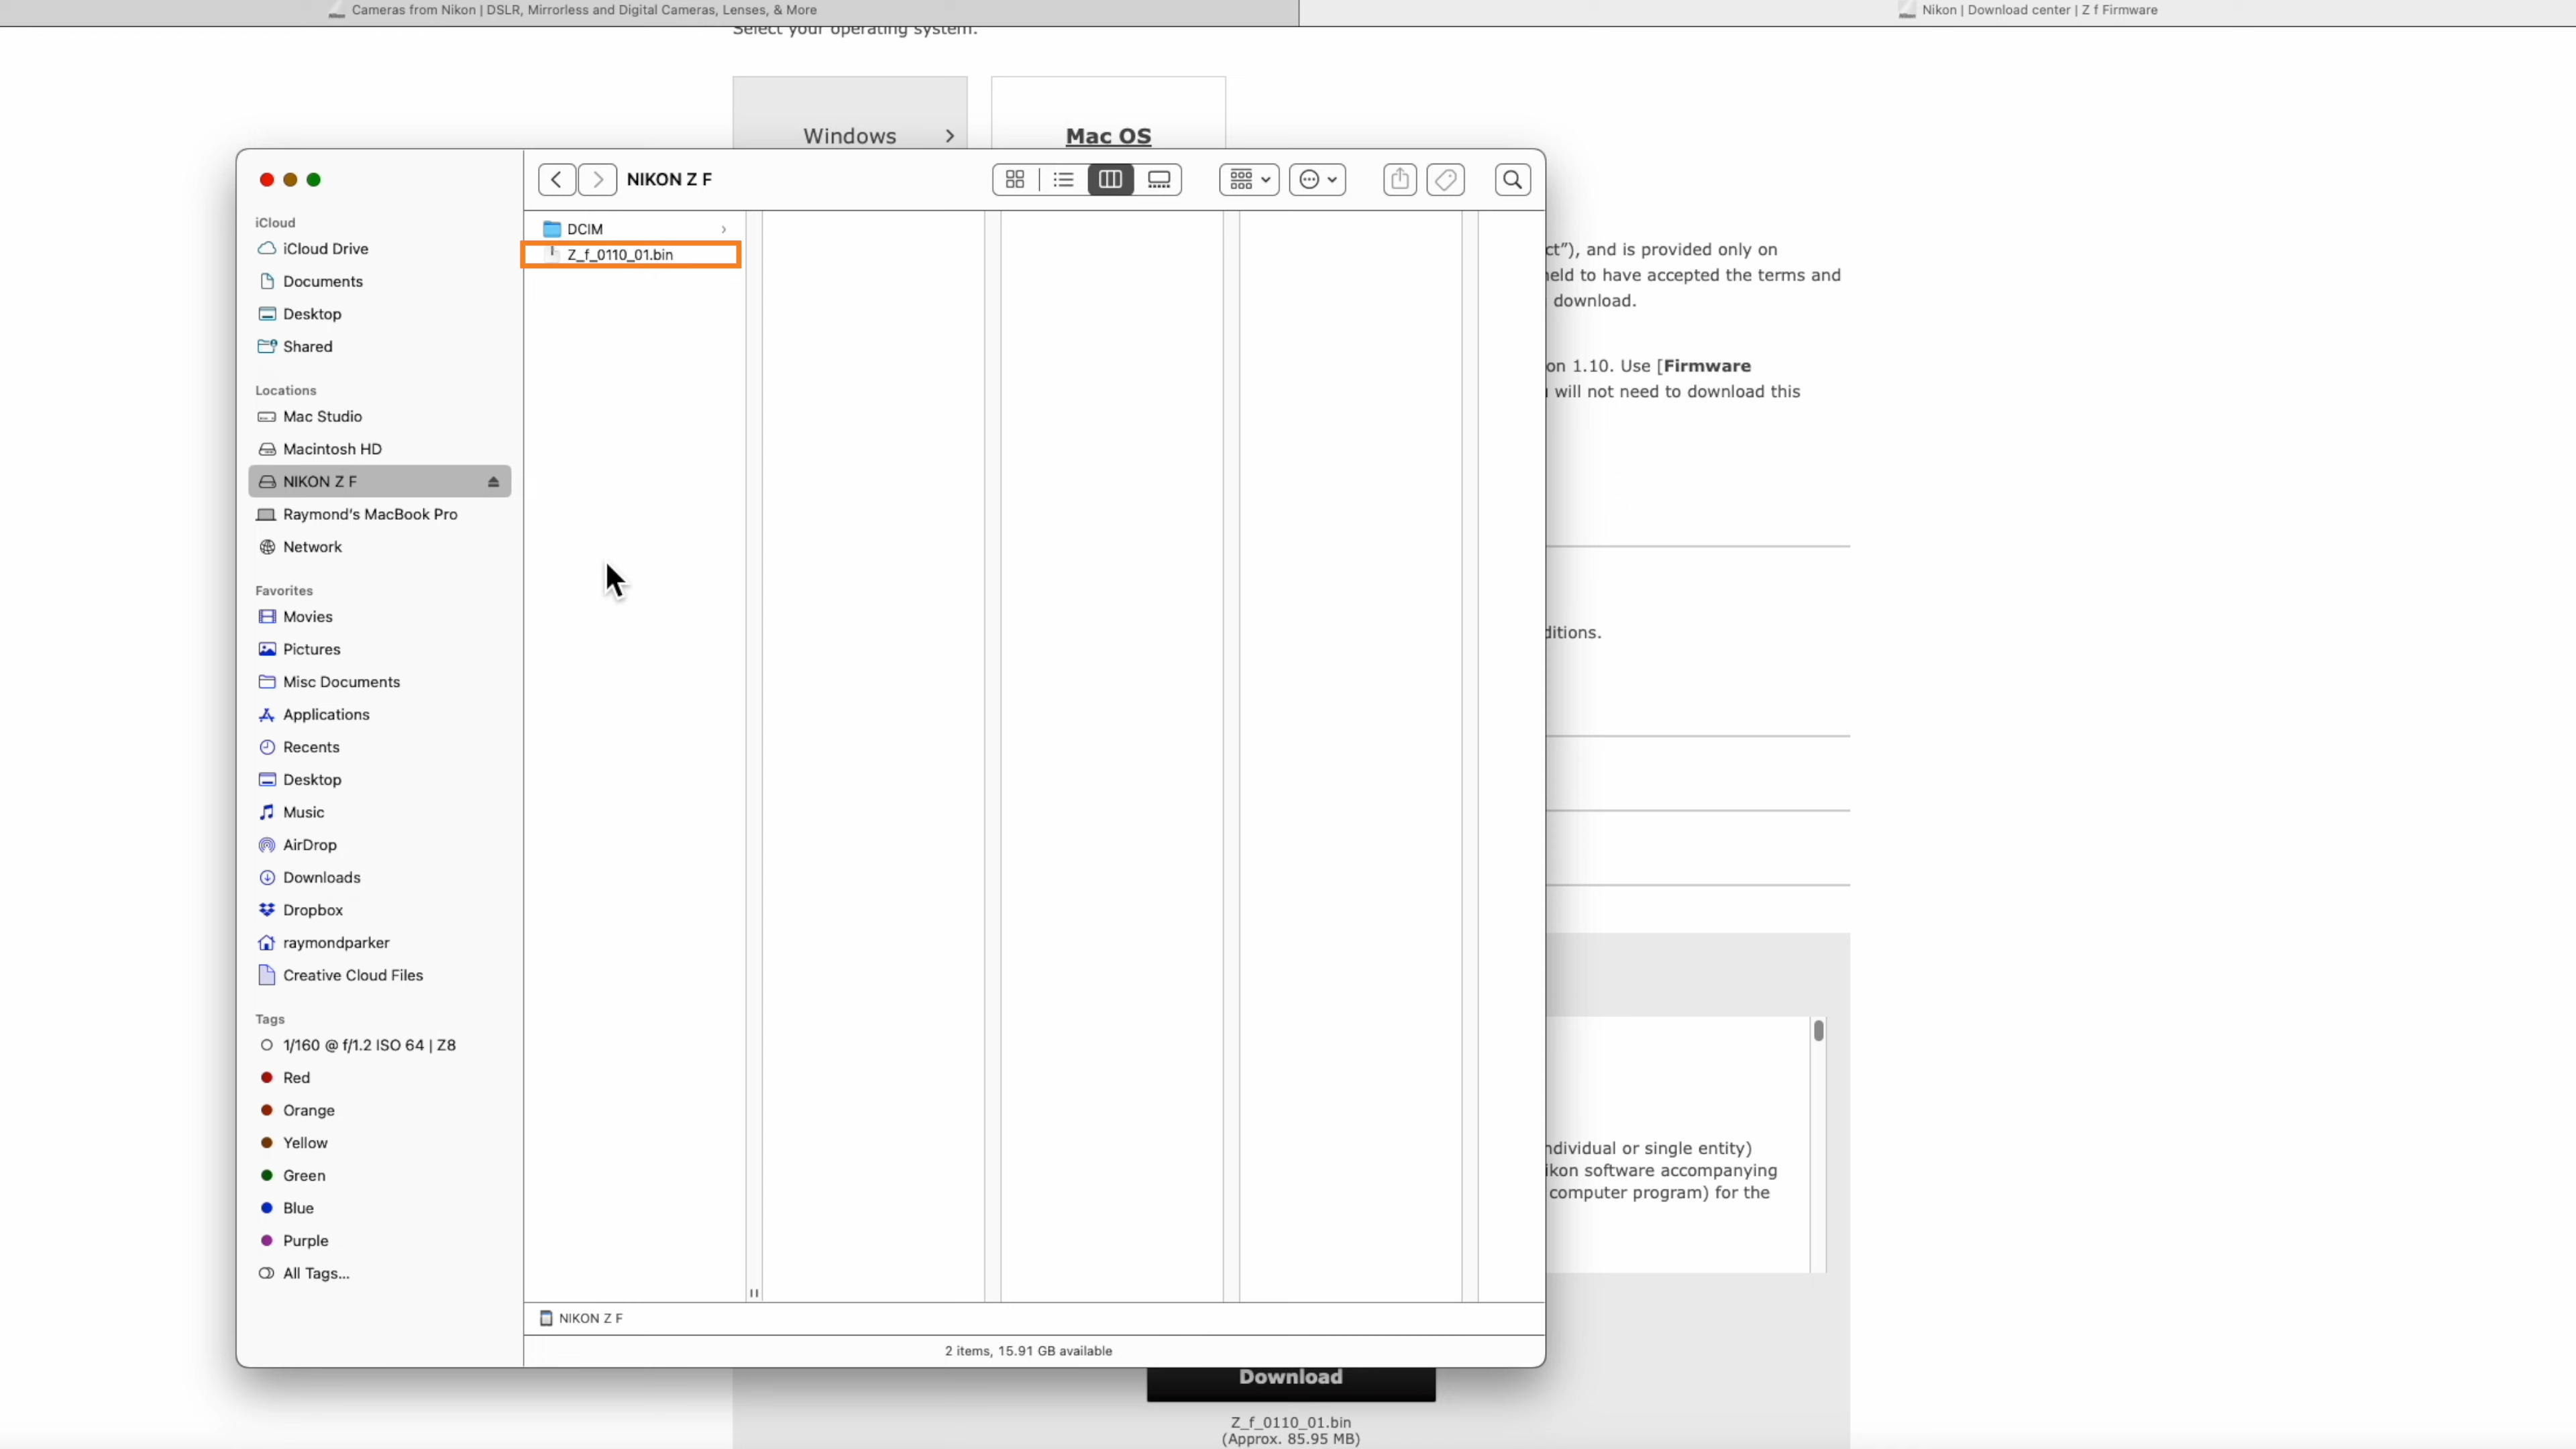 Cameras from Nikon | DSLR, Mirrorless and Digital Cameras, Lenses, & More
Nikon | Download center | Z f Firmware
Select your operating system.
Windows
Mac OS
NIKON Z F
iCloud
iCloud Drive
Documents
Desktop
Shared
Locations
Mac Studio
Macintosh HD
NIKON Z F
Raymond's MacBook Pro
Network
Favorites
Movies
Pictures
Misc Documents
Applications
Recents
Desktop
Music
AirDrop
Downloads
Dropbox
raymondparker
Creative Cloud Files
Tags
1/160 @ f/1.2 ISO 64 | Z8
Red
Orange
Yellow
Green
Blue
Purple
All Tags...
DCIM
Z_f_0110_01.bin
NIKON Z F
2 items, 15.91 GB available
ct"), and is provided only on
held to have accepted the terms and
download.
on 1.10. Use [Firmware
will not need to download this
ditions.
ndividual or single entity)
ikon software accompanying
computer program) for the
Download
Z_f_0110_01.bin
(Approx. 85.95 MB)